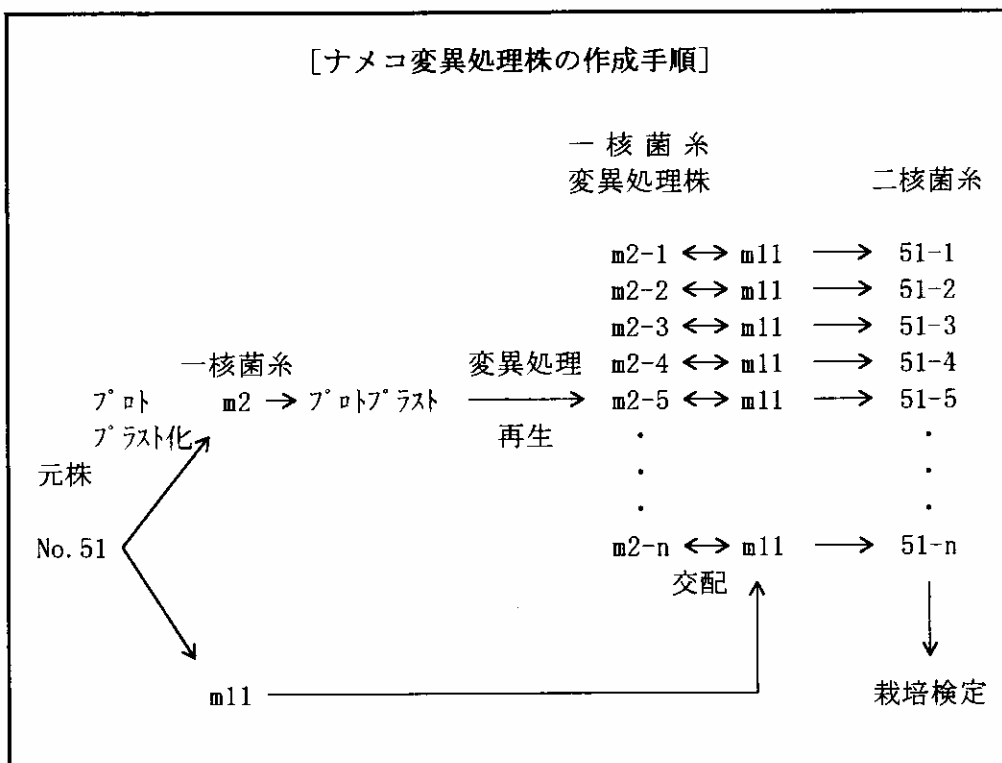 [ナメコ変異処理株の作成手順]
一核菌糸
変異処理株 二核菌糸
m2-1 ↔ m11 → 51-1
m2-2 ↔ m11 → 51-2
m2-3 ↔ m11 → 51-3
一核菌糸 変異処理 m2-4 ↔ m11 → 51-4
プロト m2 → プロトプラスト → m2-5 ↔ m11 → 51-5
プラスト化 再生 ・ ・
元株 ・ ・
・ ・
No.51 m2-n ↔ m11 → 51-n
交配
m11 栽培検定